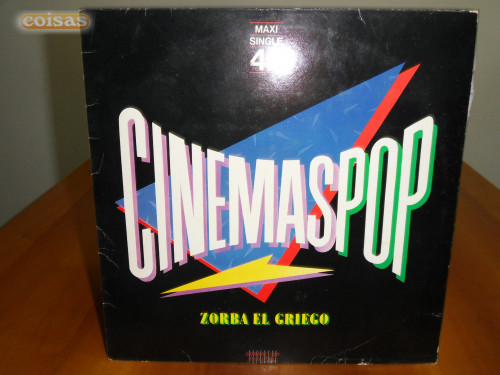 coisas
MAXI
SINGLE
CINEMASPOP
ZORBA EL GRIEGO